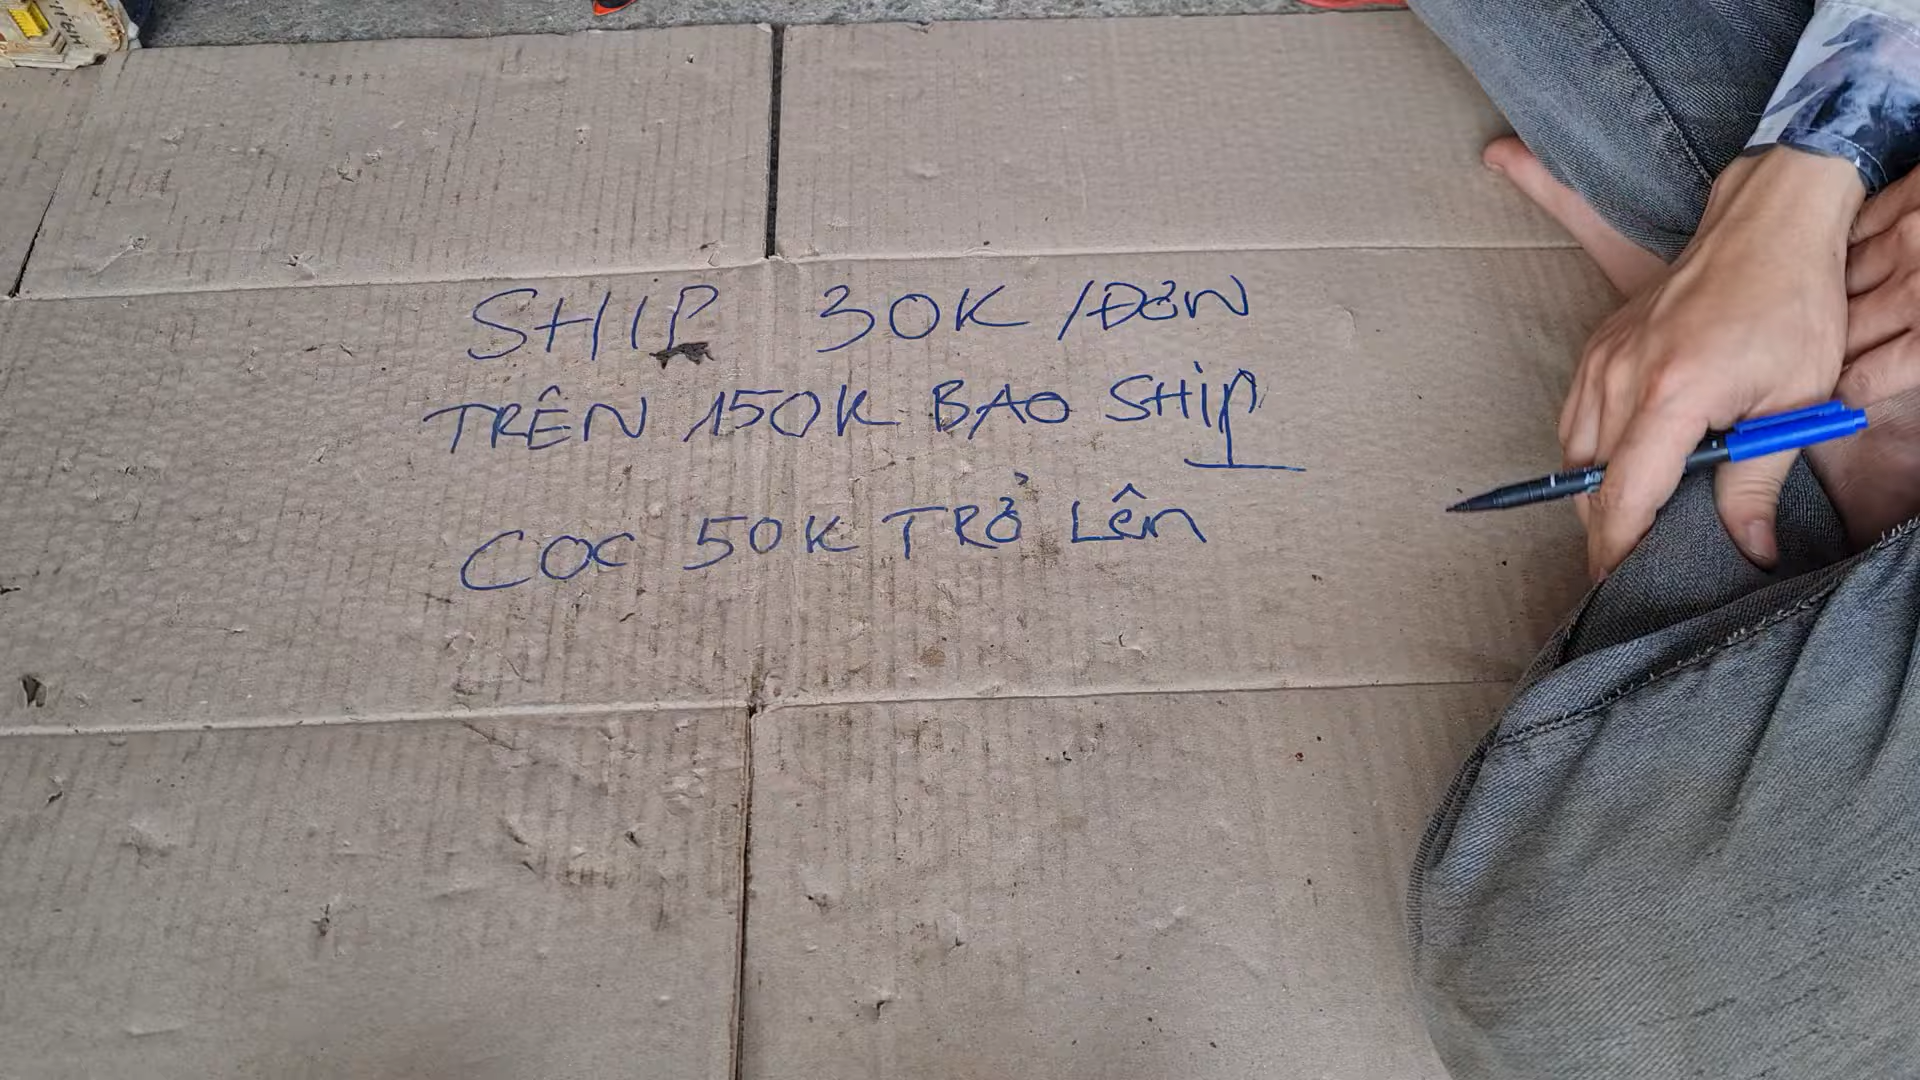 SHIP 30K /ĐƠN
TRÊN 150K BAO SHip
COC 50K TRỞ Lên